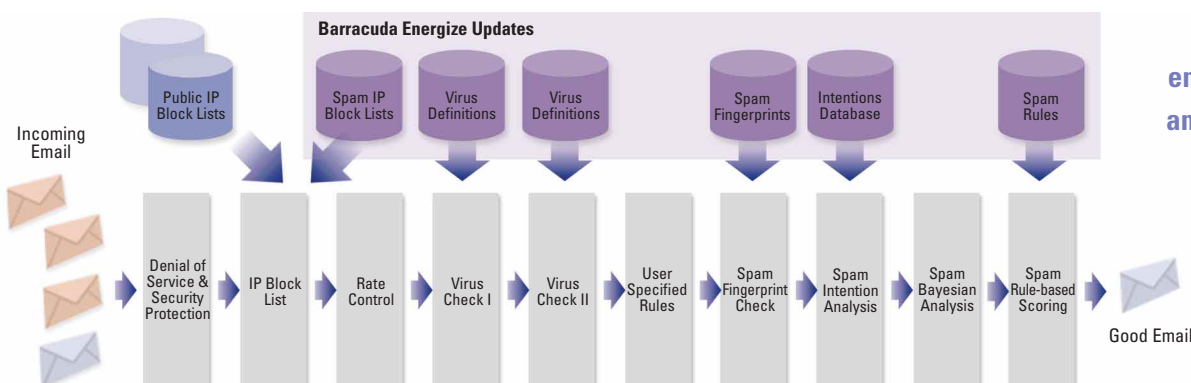 Barracuda Energize Updates
Public IP
Block Lists
Spam IP
Block Lists
Virus
Definitions
Virus
Definitions
Spam
Fingerprints
Intentions
Database
Spam
Rules
Incoming
Email
Denial of
Service &
Security
Protection
IP Block
List
Rate
Control
Virus
Check I
Virus
Check II
User
Specified
Rules
Spam
Fingerprint
Check
Spam
Intention
Analysis
Spam
Bayesian
Analysis
Spam
Rule-based
Scoring
Good Email